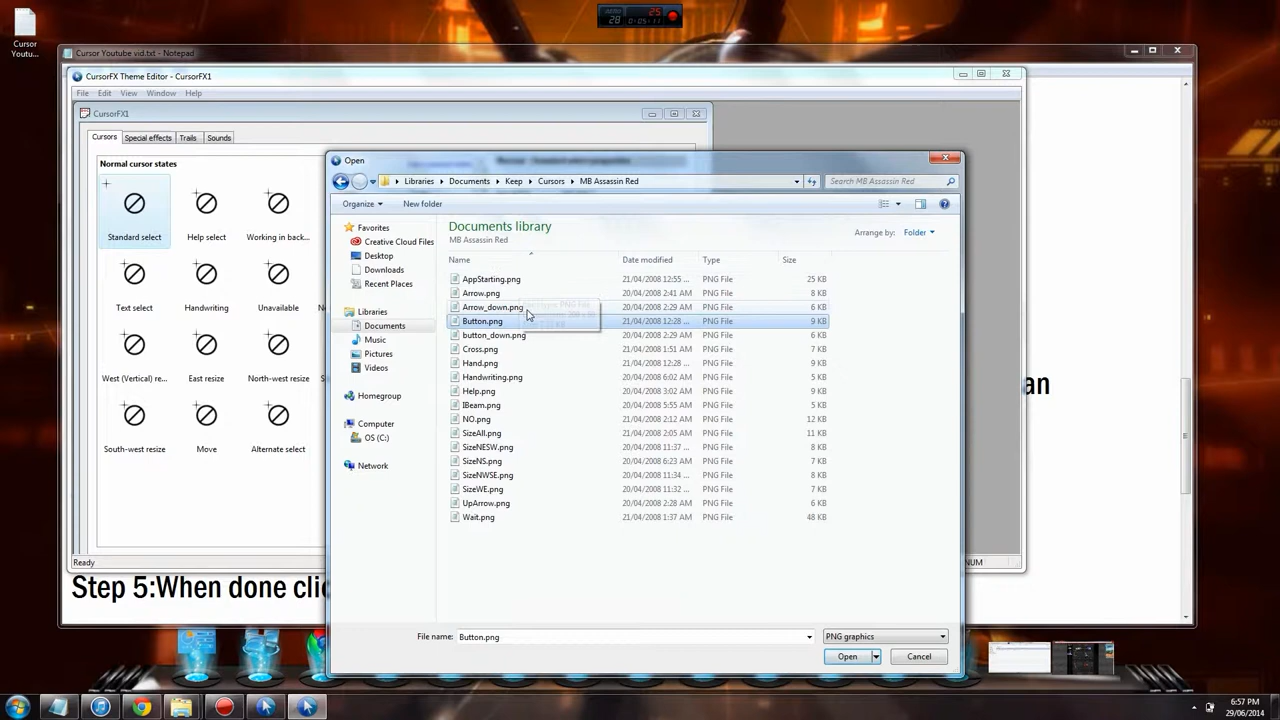 AERO
28
25
0:05:11
Cursor
Youtu...
Cursor Youtube vid.txt - Notepad
CursorFX Theme Editor - CursorFX1
File Edit View Window Help
CursorFX1
Cursors Special effects Trails Sounds
Normal cursor states
Standard select Help select Working in back...
Text select Handwriting Unavailable
West (Vertical) re... East resize North-west resize
South-west resize Move Alternate select
Ready
NUM
an
Step 5:When done clic
Open
Libraries Documents Keep Cursors MB Assassin Red
Search MB Assassin Red
Organize New folder
Favorites
Creative Cloud Files
Desktop
Downloads
Recent Places
Libraries
Documents
Music
Pictures
Videos
Homegroup
Computer
OS (C:)
Network
Documents library
MB Assassin Red
Arrange by: Folder
Name Date modified Type Size
AppStarting.png 21/04/2008 12:55 ... PNG File 25 KB
Arrow.png 20/04/2008 2:41 AM PNG File 8 KB
Arrow_down.png 20/04/2008 2:29 AM PNG File 6 KB
Button.png 21/04/2008 12:28 ... PNG File 9 KB
button_down.png 20/04/2008 2:29 AM PNG File 6 KB
Cross.png 21/04/2008 1:51 AM PNG File 7 KB
Hand.png 21/04/2008 12:28 ... PNG File 9 KB
Handwriting.png 20/04/2008 6:02 AM PNG File 5 KB
Help.png 20/04/2008 3:02 AM PNG File 9 KB
IBeam.png 20/04/2008 5:55 AM PNG File 5 KB
NO.png 21/04/2008 2:12 AM PNG File 12 KB
SizeAll.png 21/04/2008 2:05 AM PNG File 11 KB
SizeNESW.png 20/04/2008 11:37 ... PNG File 8 KB
SizeNS.png 20/04/2008 6:23 AM PNG File 7 KB
SizeNWSE.png 20/04/2008 11:34 ... PNG File 8 KB
SizeWE.png 20/04/2008 11:32 ... PNG File 7 KB
UpArrow.png 20/04/2008 2:28 AM PNG File 6 KB
Wait.png 21/04/2008 1:37 AM PNG File 48 KB
File name: Button.png
PNG graphics
Open Cancel
6:57 PM
29/06/2014